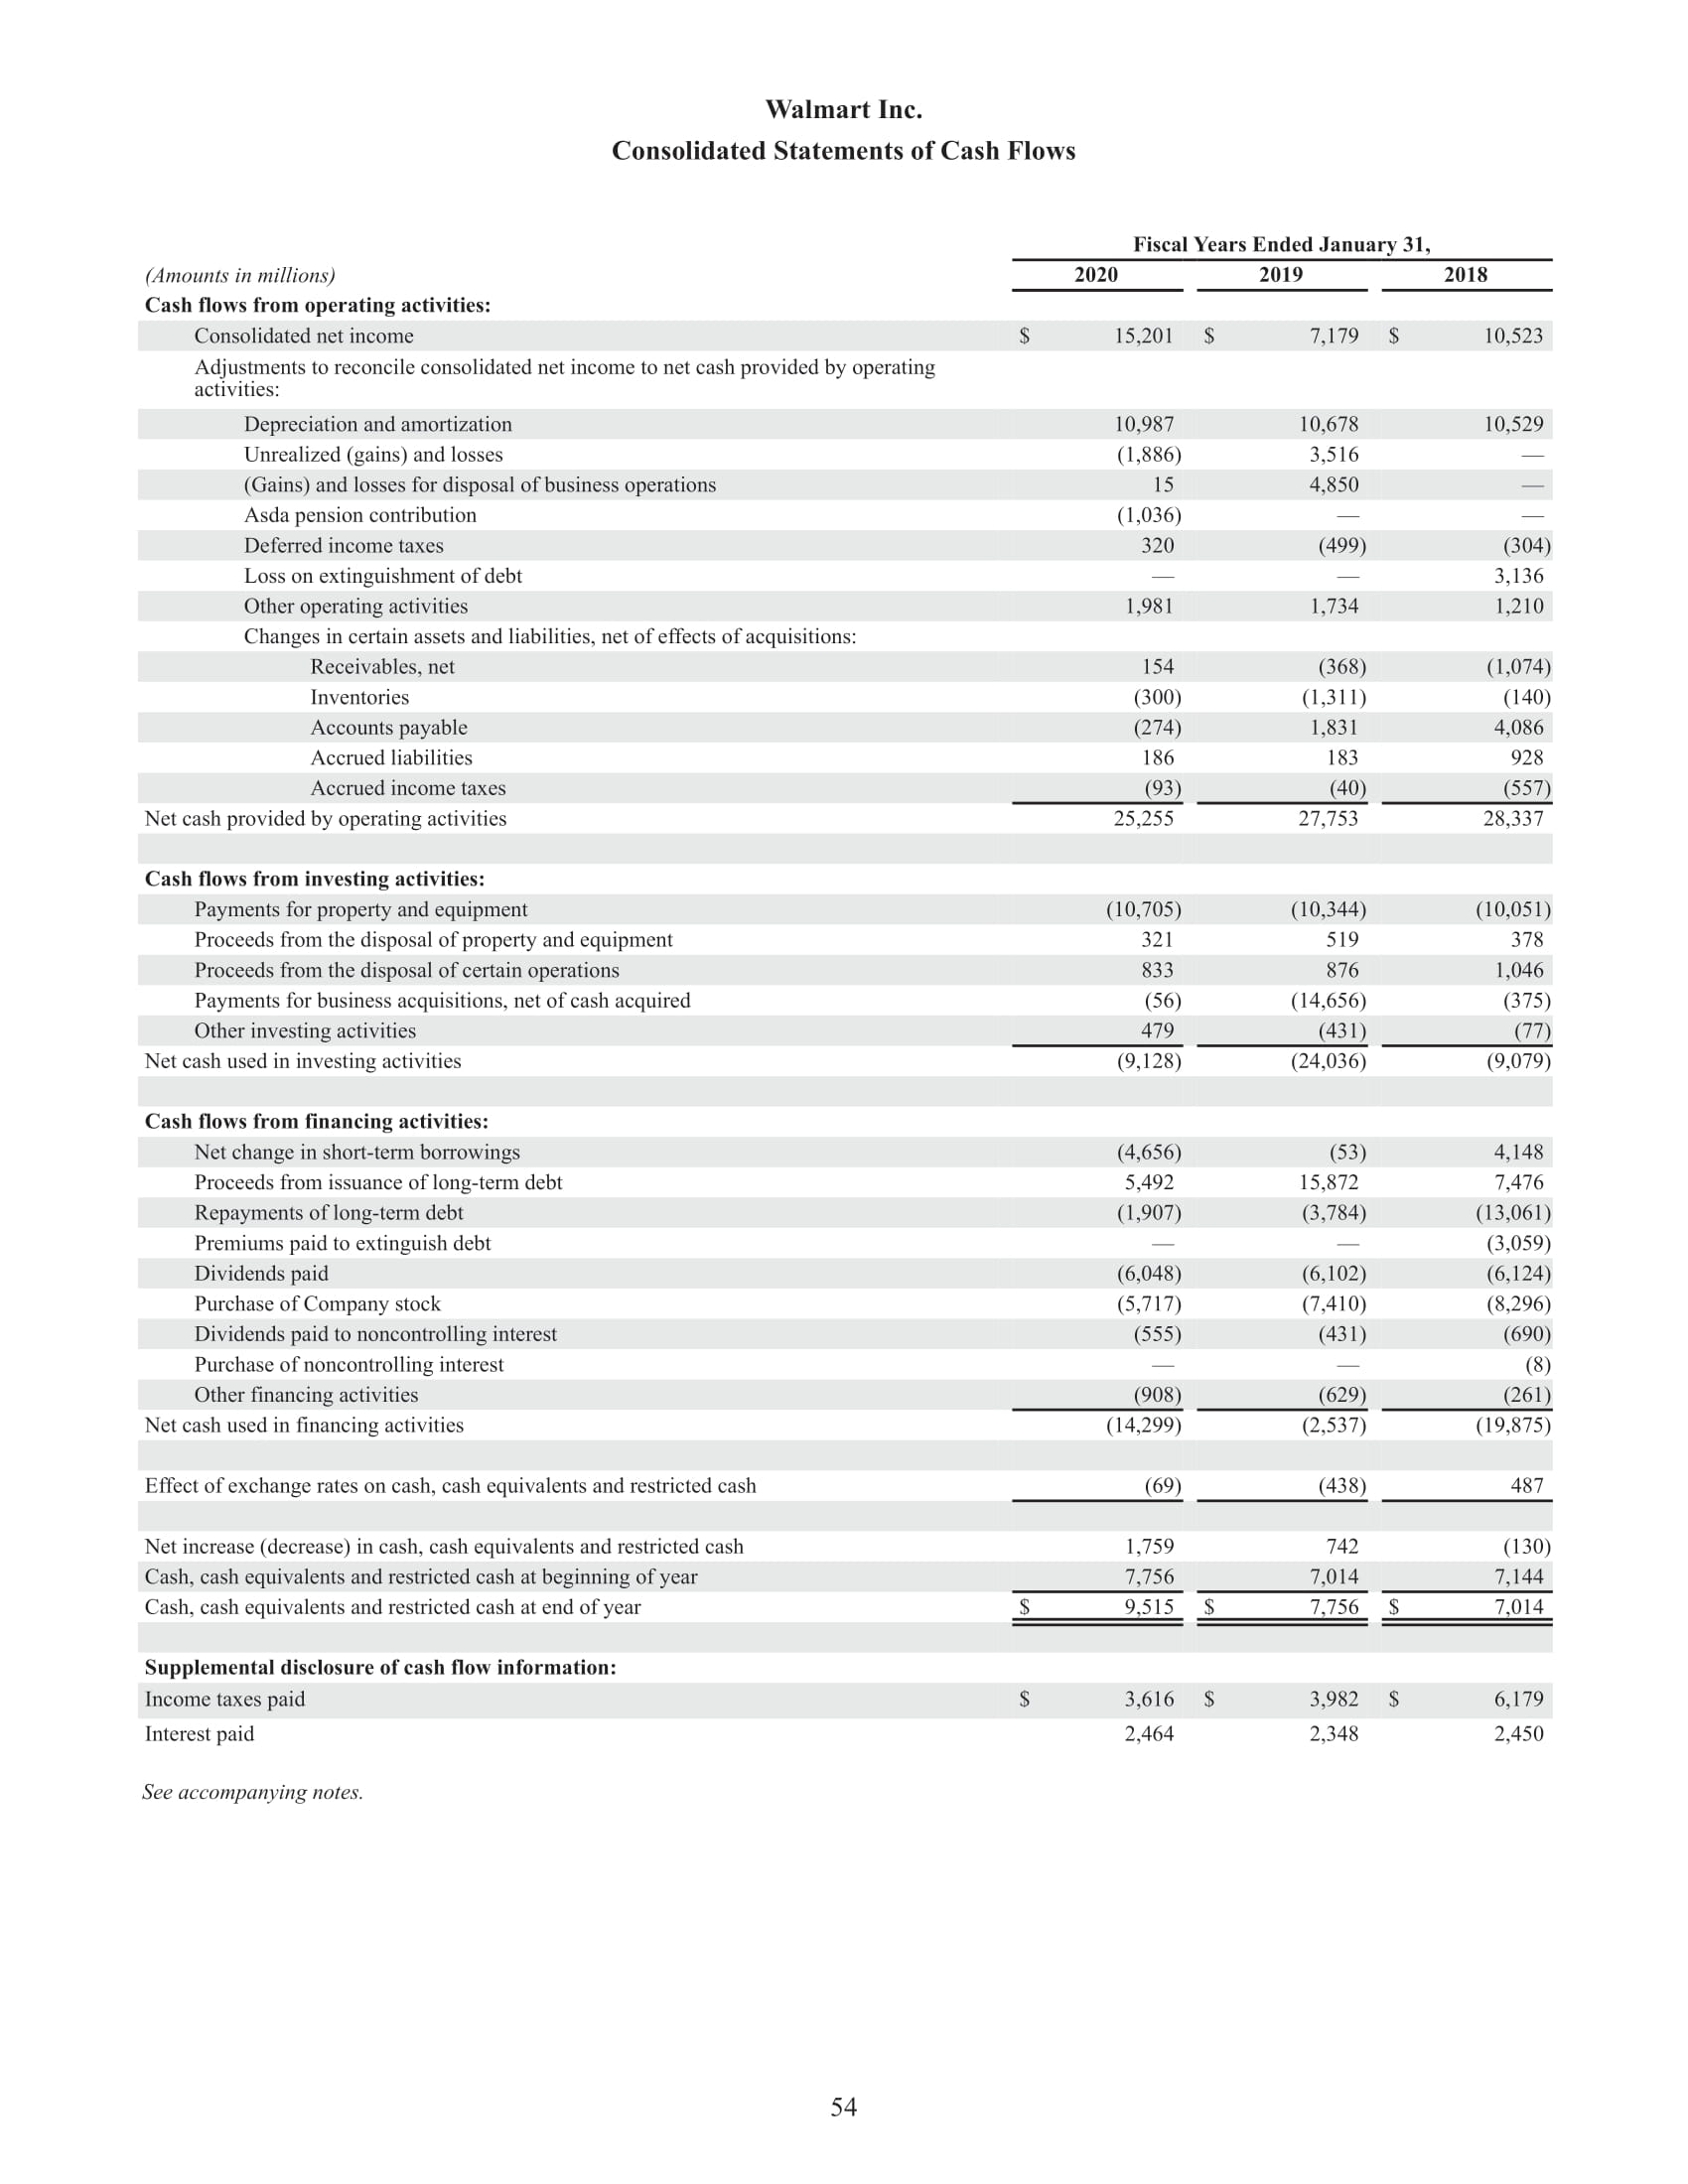 Walmart Inc.
Consolidated Statements of Cash Flows
Fiscal Years Ended January 31,
(Amounts in millions) 2020 2019 2018
Cash flows from operating activities:
Consolidated net income $ 15,201 $ 7,179 $ 10,523
Adjustments to reconcile consolidated net income to net cash provided by operating
activities:
Depreciation and amortization 10,987 10,678 10,529
Unrealized (gains) and losses (1,886) 3,516 —
(Gains) and losses for disposal of business operations 15 4,850 —
Asda pension contribution (1,036) — —
Deferred income taxes 320 (499) (304)
Loss on extinguishment of debt — — 3,136
Other operating activities 1,981 1,734 1,210
Changes in certain assets and liabilities, net of effects of acquisitions:
Receivables, net 154 (368) (1,074)
Inventories (300) (1,311) (140)
Accounts payable (274) 1,831 4,086
Accrued liabilities 186 183 928
Accrued income taxes (93) (40) (557)
Net cash provided by operating activities 25,255 27,753 28,337
Cash flows from investing activities:
Payments for property and equipment (10,705) (10,344) (10,051)
Proceeds from the disposal of property and equipment 321 519 378
Proceeds from the disposal of certain operations 833 876 1,046
Payments for business acquisitions, net of cash acquired (56) (14,656) (375)
Other investing activities 479 (431) (77)
Net cash used in investing activities (9,128) (24,036) (9,079)
Cash flows from financing activities:
Net change in short-term borrowings (4,656) (53) 4,148
Proceeds from issuance of long-term debt 5,492 15,872 7,476
Repayments of long-term debt (1,907) (3,784) (13,061)
Premiums paid to extinguish debt — — (3,059)
Dividends paid (6,048) (6,102) (6,124)
Purchase of Company stock (5,717) (7,410) (8,296)
Dividends paid to noncontrolling interest (555) (431) (690)
Purchase of noncontrolling interest — — (8)
Other financing activities (908) (629) (261)
Net cash used in financing activities (14,299) (2,537) (19,875)
Effect of exchange rates on cash, cash equivalents and restricted cash (69) (438) 487
Net increase (decrease) in cash, cash equivalents and restricted cash 1,759 742 (130)
Cash, cash equivalents and restricted cash at beginning of year 7,756 7,014 7,144
Cash, cash equivalents and restricted cash at end of year $ 9,515 $ 7,756 $ 7,014
Supplemental disclosure of cash flow information:
Income taxes paid $ 3,616 $ 3,982 $ 6,179
Interest paid 2,464 2,348 2,450
See accompanying notes.
54